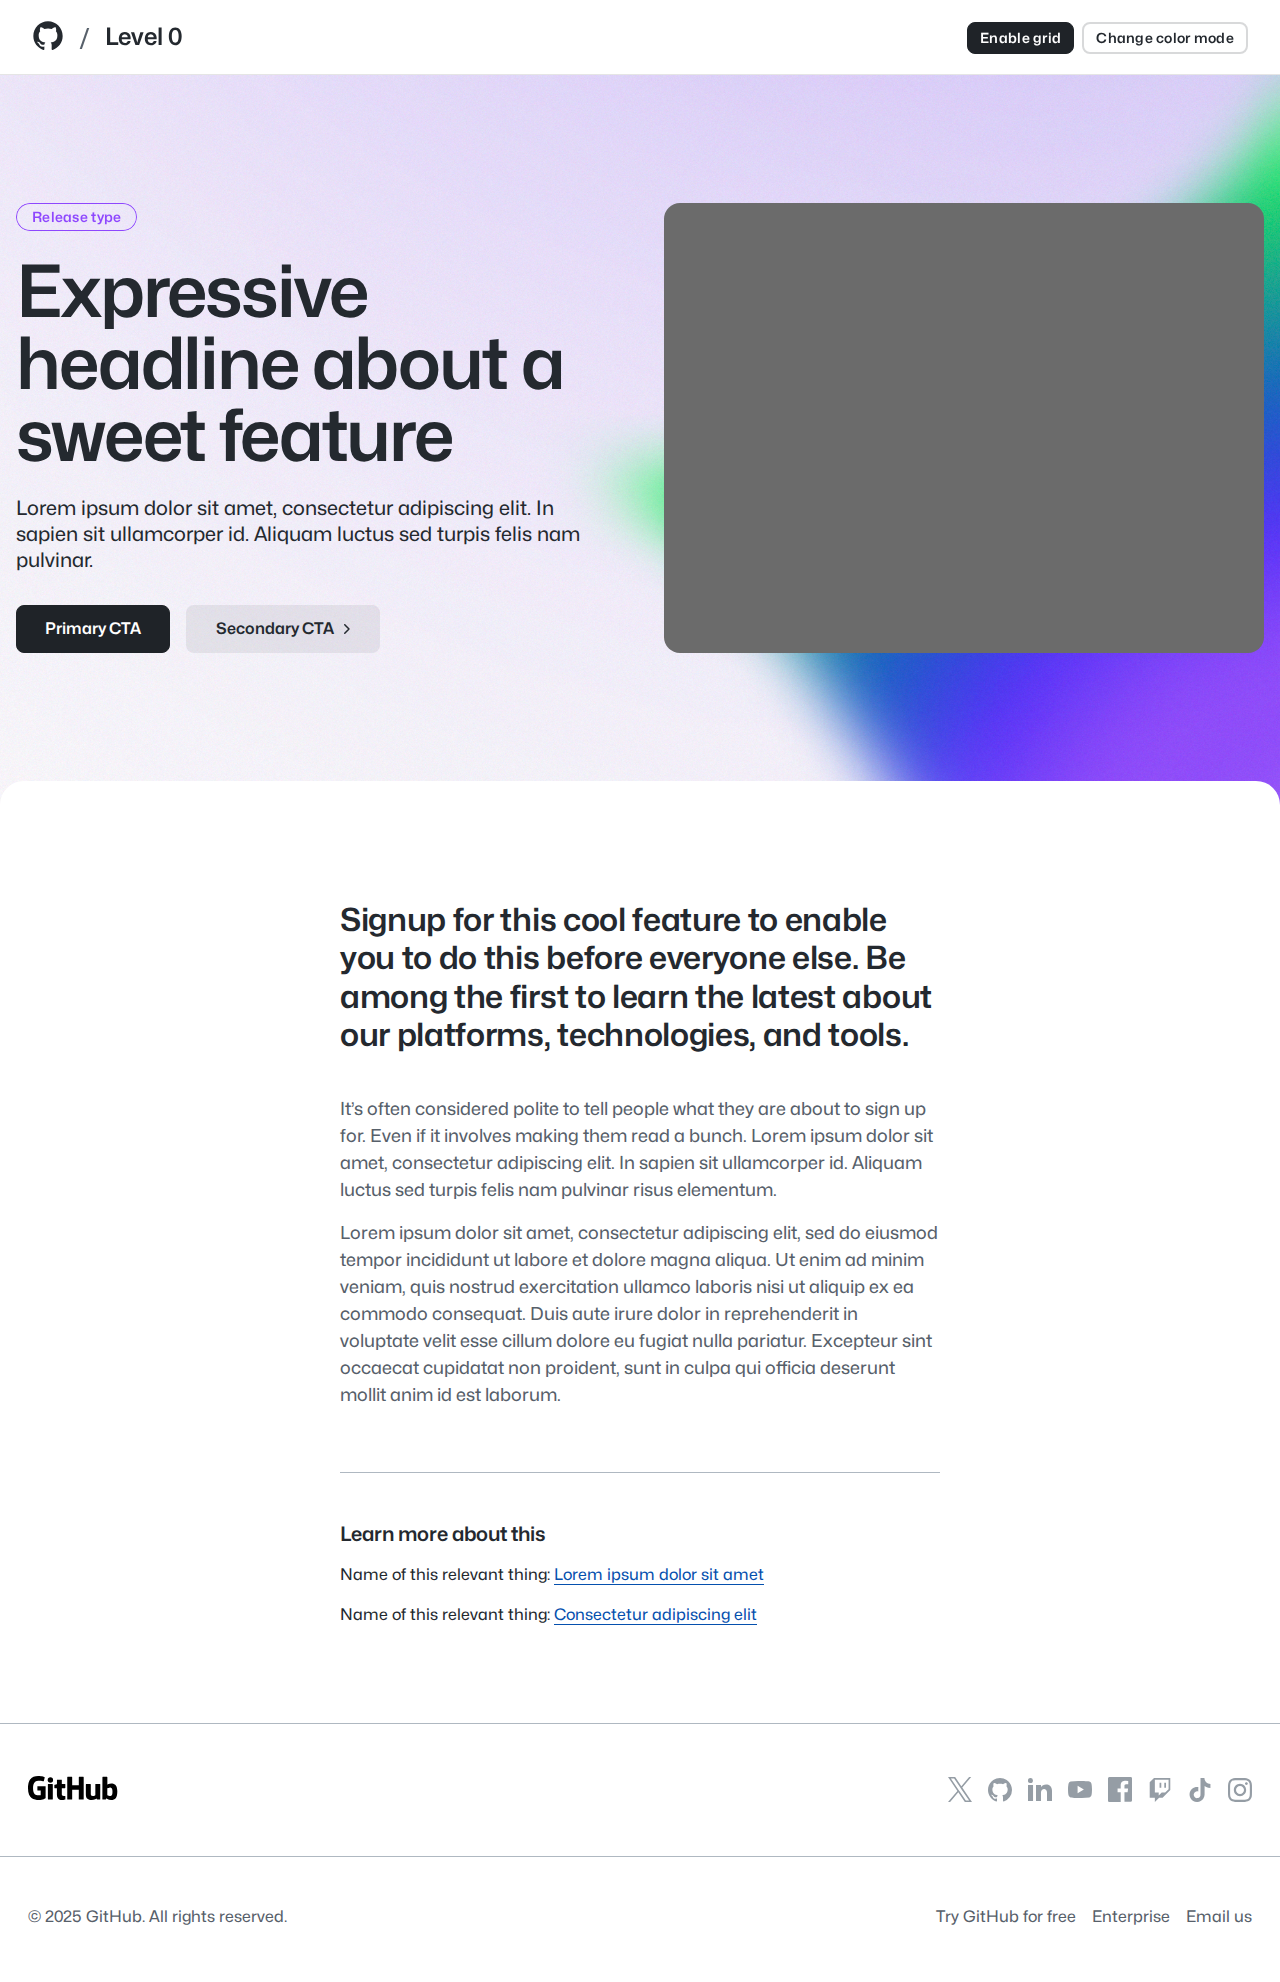 / Level 0
Enable grid
Change color mode
Release type
Expressive
headline about a
sweet feature
Lorem ipsum dolor sit amet, consectetur adipiscing elit. In
sapien sit ullamcorper id. Aliquam luctus sed turpis felis nam
pulvinar.
Primary CTA
Secondary CTA
Signup for this cool feature to enable
you to do this before everyone else. Be
among the first to learn the latest about
our platforms, technologies, and tools.
It’s often considered polite to tell people what they are about to sign up
for. Even if it involves making them read a bunch. Lorem ipsum dolor sit
amet, consectetur adipiscing elit. In sapien sit ullamcorper id. Aliquam
luctus sed turpis felis nam pulvinar risus elementum.
Lorem ipsum dolor sit amet, consectetur adipiscing elit, sed do eiusmod
tempor incididunt ut labore et dolore magna aliqua. Ut enim ad minim
veniam, quis nostrud exercitation ullamco laboris nisi ut aliquip ex ea
commodo consequat. Duis aute irure dolor in reprehenderit in
voluptate velit esse cillum dolore eu fugiat nulla pariatur. Excepteur sint
occaecat cupidatat non proident, sunt in culpa qui officia deserunt
mollit anim id est laborum.
Learn more about this
Name of this relevant thing: Lorem ipsum dolor sit amet
Name of this relevant thing: Consectetur adipiscing elit
GitHub
© 2025 GitHub. All rights reserved.
Try GitHub for free
Enterprise
Email us